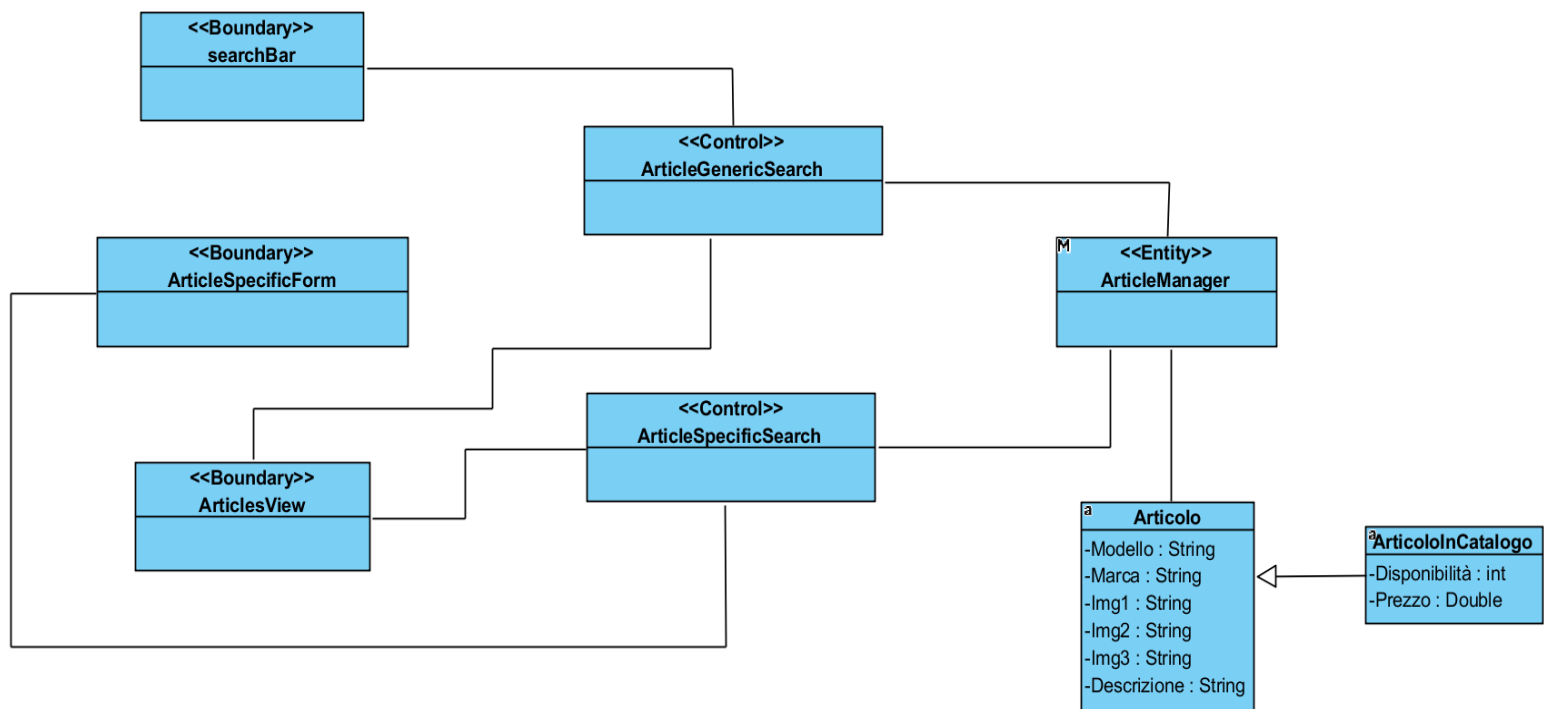 <<Boundary>>
searchBar
<<Control>>
ArticleGenericSearch
<<Boundary>>
ArticleSpecificForm
M
<<Entity>>
ArticleManager
<<Control>>
ArticleSpecificSearch
<<Boundary>>
ArticlesView
a
Articolo
-Modello : String
-Marca : String
-Img1 : String
-Img2 : String
-Img3 : String
-Descrizione : String
a
ArticoloInCatalogo
-Disponibilità : int
-Prezzo : Double